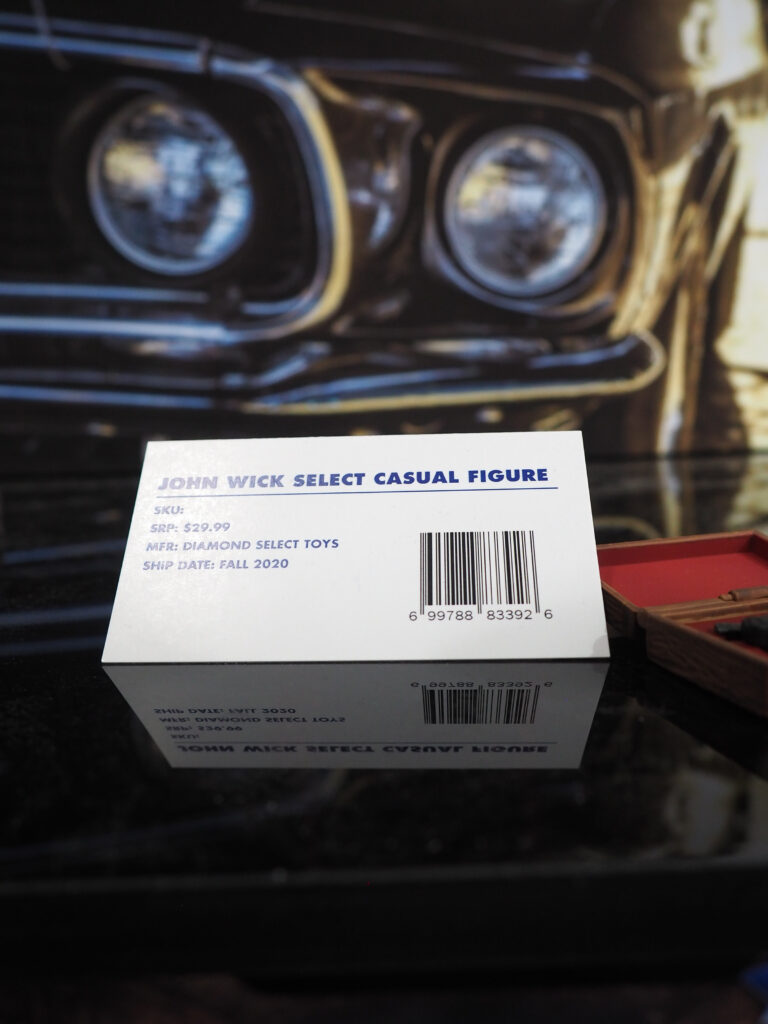 JOHN WICK SELECT CASUAL FIGURE
SKU:
SRP: $29.99
MFR: DIAMOND SELECT TOYS
SHIP DATE: FALL 2020
6 99788 83392 6